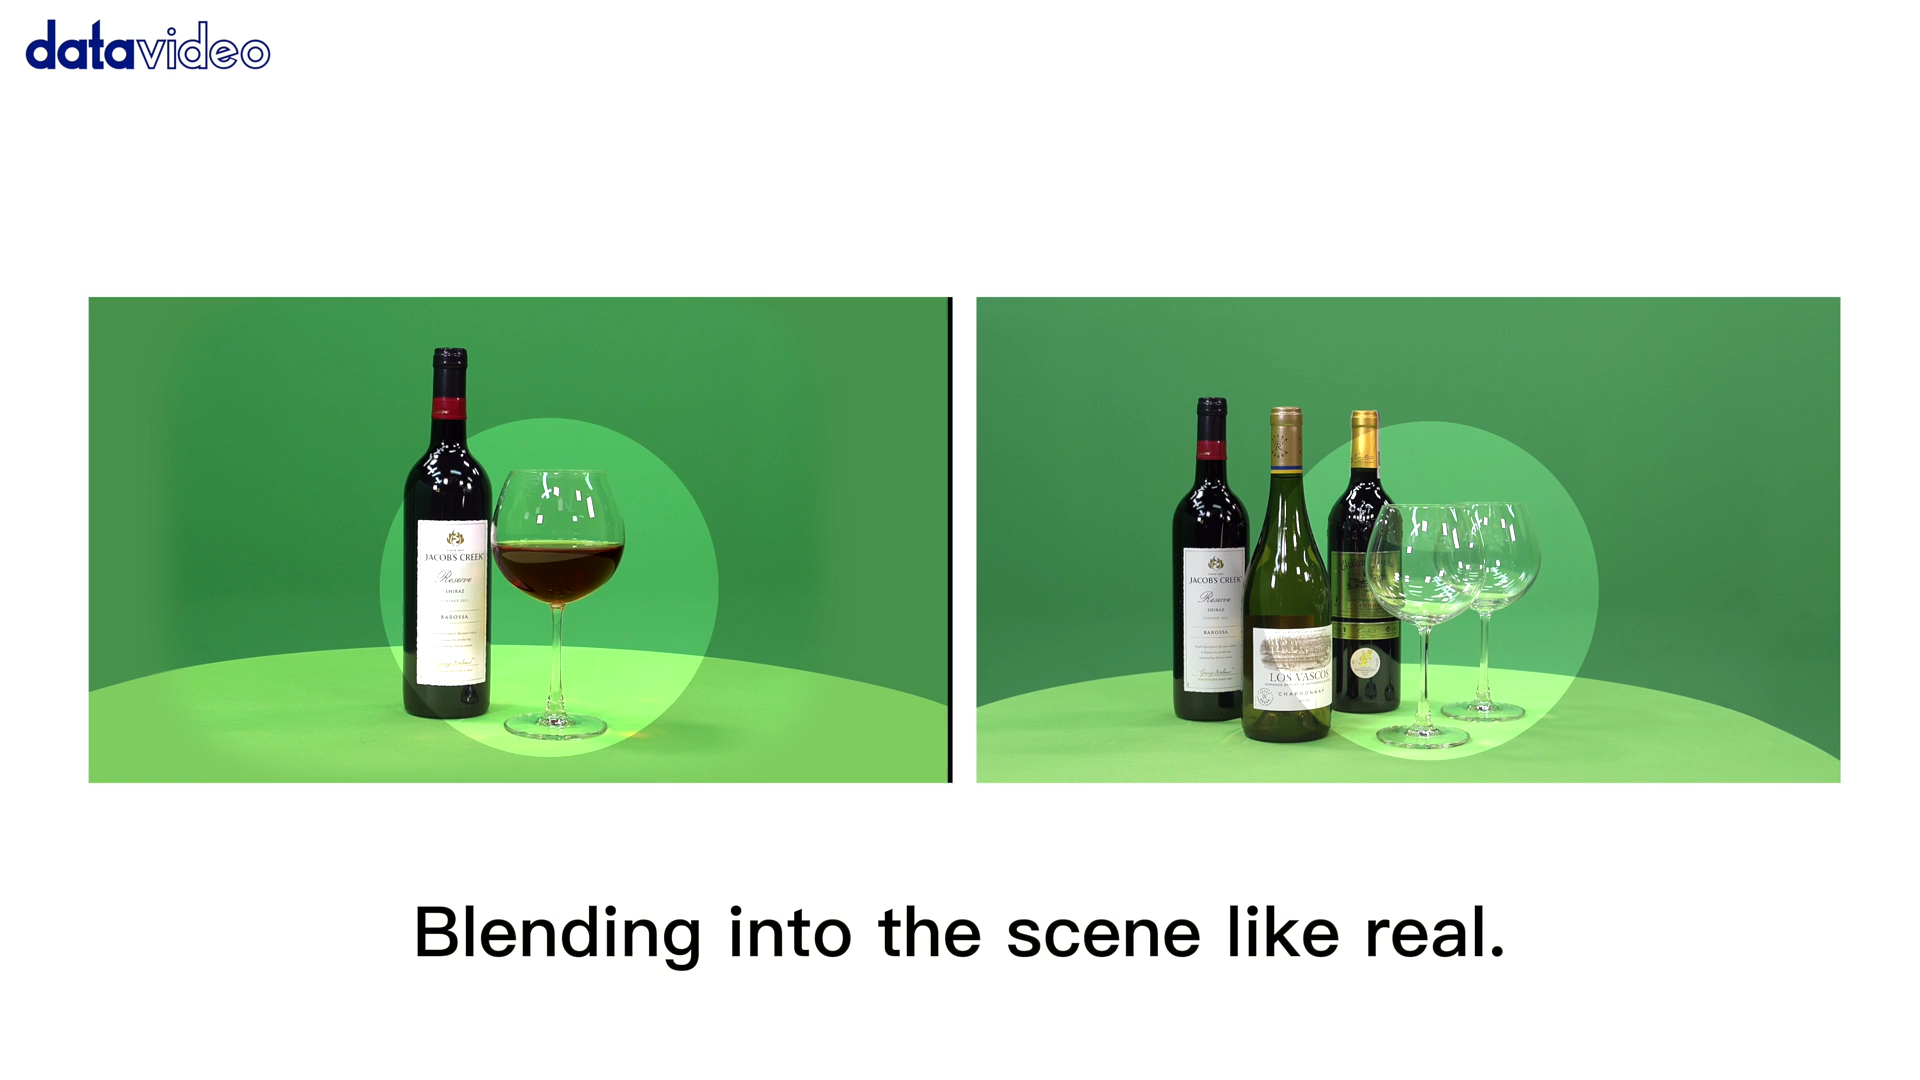 datavideo
JACOB'S CREEK
Reserve
SHIRAZ
BAROSSA
JACOB'S CREEK
Reserve
SHIRAZ
BAROSSA
LOS VASCOS
CHARDONNAY
Blending into the scene like real.